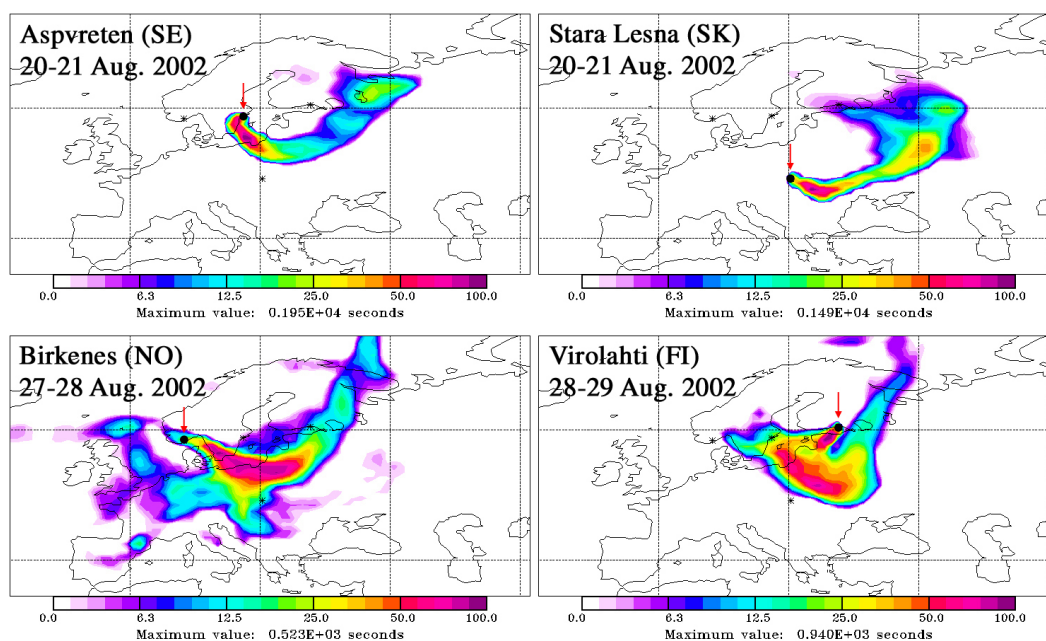 Aspvreten (SE)
20-21 Aug. 2002
0.0 6.3 12.5 25.0 50.0 100.0
Maximum value: 0.195E+04 seconds
Stara Lesna (SK)
20-21 Aug. 2002
0.0 6.3 12.5 25.0 50.0 100.0
Maximum value: 0.149E+04 seconds
Birkenes (NO)
27-28 Aug. 2002
0.0 6.3 12.5 25.0 50.0 100.0
Maximum value: 0.523E+03 seconds
Virolahti (FI)
28-29 Aug. 2002
0.0 6.3 12.5 25.0 50.0 100.0
Maximum value: 0.940E+03 seconds